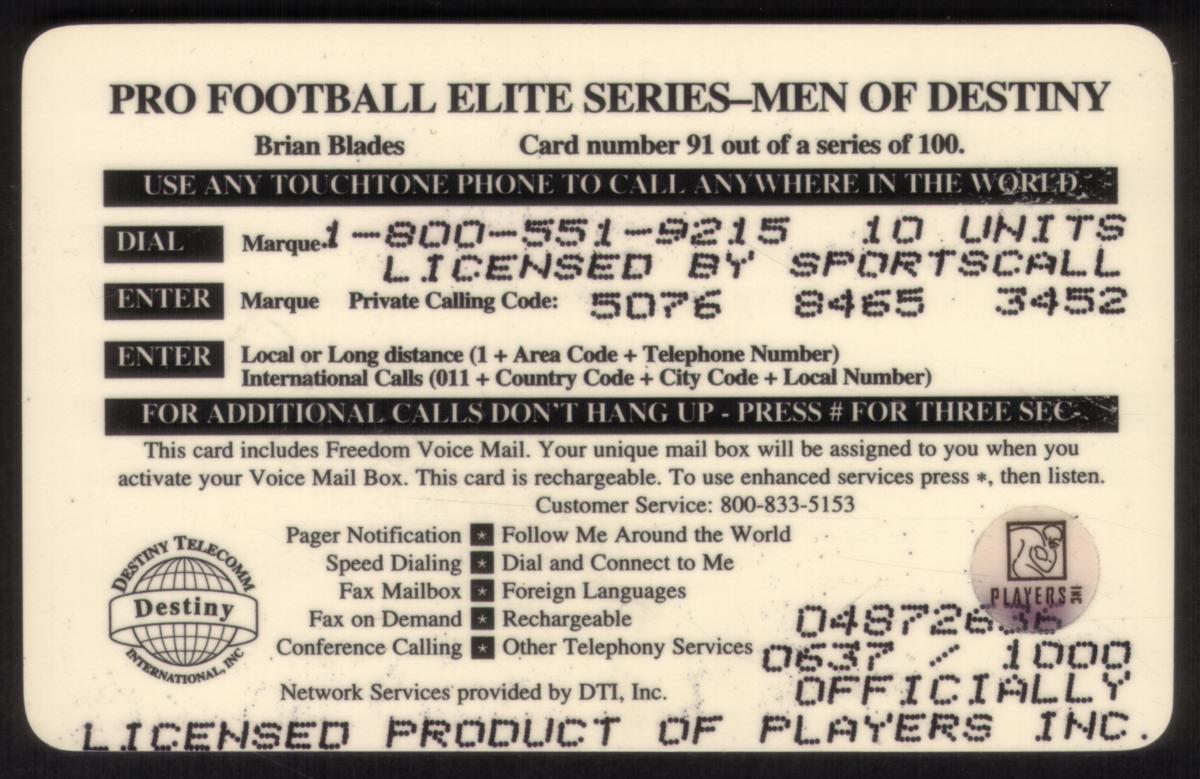 PRO FOOTBALL ELITE SERIES–MEN OF DESTINY
Brian Blades Card number 91 out of a series of 100.
USE ANY TOUCHTONE PHONE TO CALL ANYWHERE IN THE WORLD
DIAL Marque 1-800-551-9215 10 UNITS
LICENSED BY SPORTSCALL
ENTER Marque Private Calling Code: 5076 8465 3452
ENTER Local or Long distance (1 + Area Code + Telephone Number)
International Calls (011 + Country Code + City Code + Local Number)
FOR ADDITIONAL CALLS DON'T HANG UP - PRESS # FOR THREE SEC-
This card includes Freedom Voice Mail. Your unique mail box will be assigned to you when you
activate your Voice Mail Box. This card is rechargeable. To use enhanced services press *, then listen.
Customer Service: 800-833-5153
Pager Notification * Follow Me Around the World
Speed Dialing * Dial and Connect to Me
Fax Mailbox * Foreign Languages
Fax on Demand * Rechargeable
Conference Calling * Other Telephony Services
DESTINY TELECOMM
Destiny
INTERNATIONAL, INC
PLAYERS INC
04872636
0637 / 1000
Network Services provided by DTI, Inc.
OFFICIALLY
LICENSED PRODUCT OF PLAYERS INC.